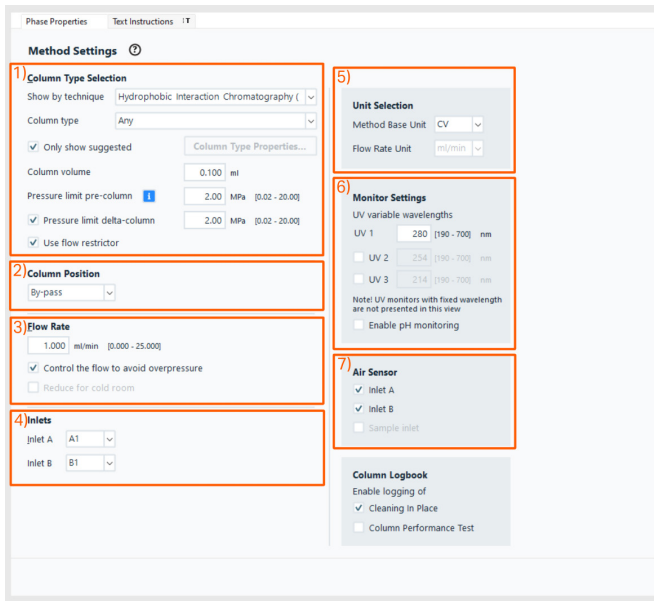 Phase Properties Text Instructions :T
Method Settings ?
1) Column Type Selection
Show by technique Hydrophobic Interaction Chromatography (
Column type Any
Only show suggested Column Type Properties...
Column volume 0.100 ml
Pressure limit pre-column i 2.00 MPa [0.02 - 20.00]
Pressure limit delta-column 2.00 MPa [0.02 - 20.00]
Use flow restrictor
2) Column Position
By-pass
3) Flow Rate
1.000 ml/min [0.000 - 25.000]
Control the flow to avoid overpressure
Reduce for cold room
4) Inlets
Inlet A A1
Inlet B B1
5)
Unit Selection
Method Base Unit CV
Flow Rate Unit ml/min
6)
Monitor Settings
UV variable wavelengths
UV 1 280 [190 - 700] nm
UV 2 254 [190 - 700] nm
UV 3 214 [190 - 700] nm
Note! UV monitors with fixed wavelength
are not presented in this view
Enable pH monitoring
7) Air Sensor
Inlet A
Inlet B
Sample inlet
Column Logbook
Enable logging of
Cleaning In Place
Column Performance Test